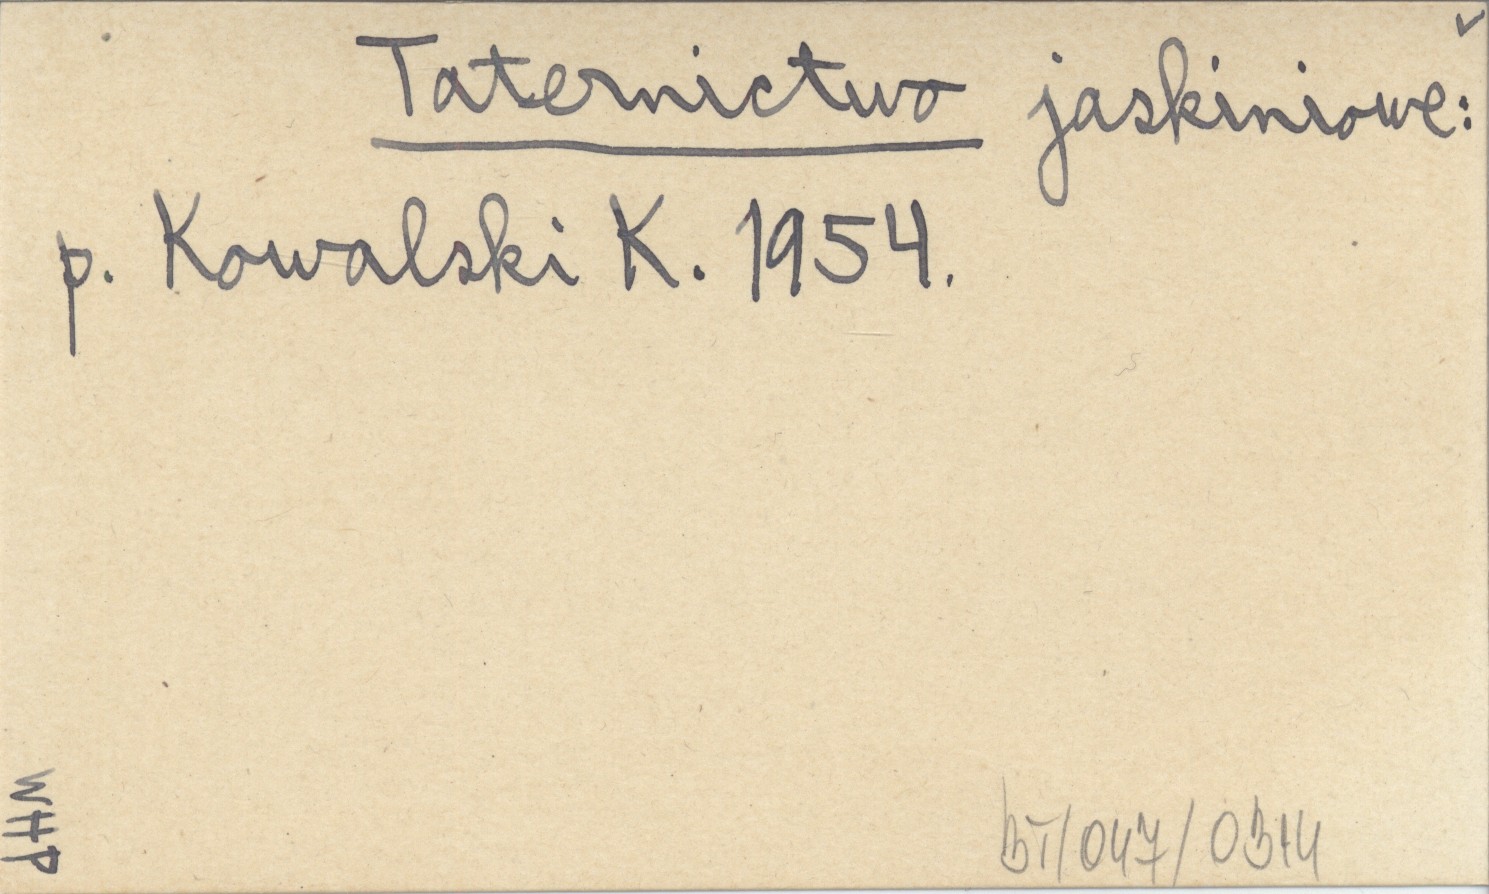 Taternictwo jaskiniowe:
p. Kowalski K. 1954.
WHP
BT/047/0314